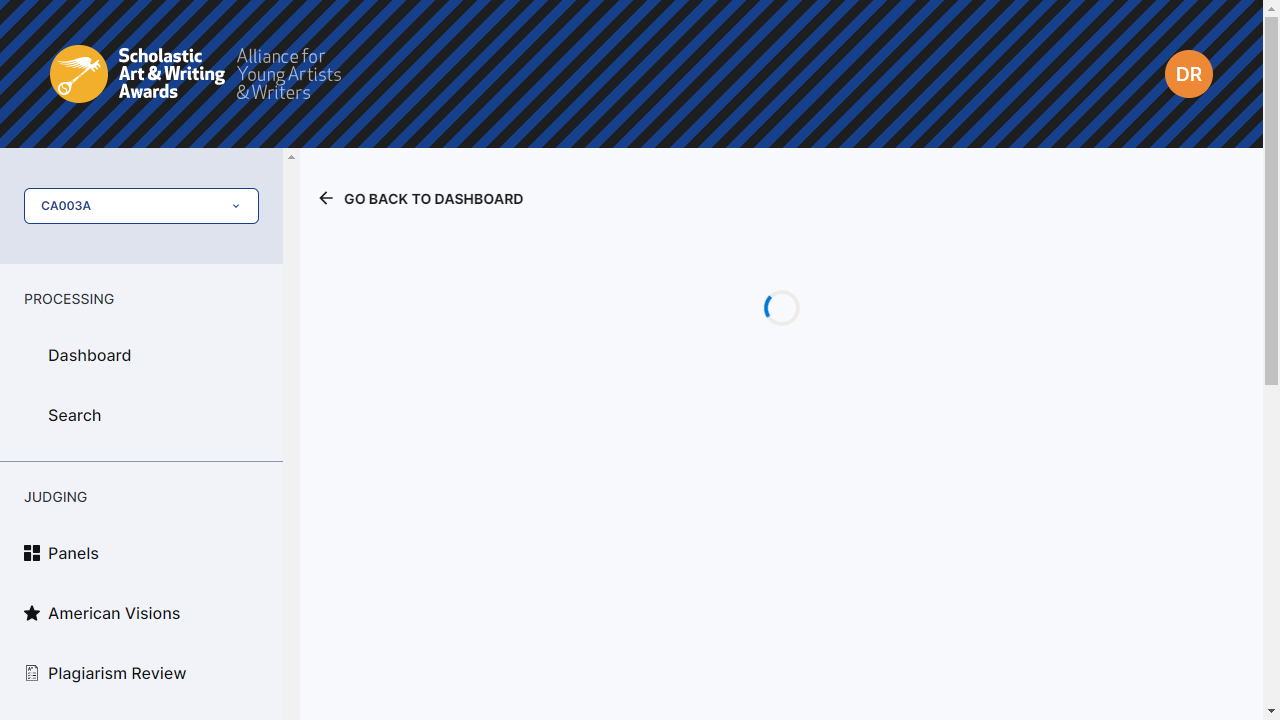 Scholastic
Art & Writing
Awards
Alliance for
Young Artists
& Writers
DR
CA003A
GO BACK TO DASHBOARD
PROCESSING
Dashboard
Search
JUDGING
Panels
American Visions
Plagiarism Review